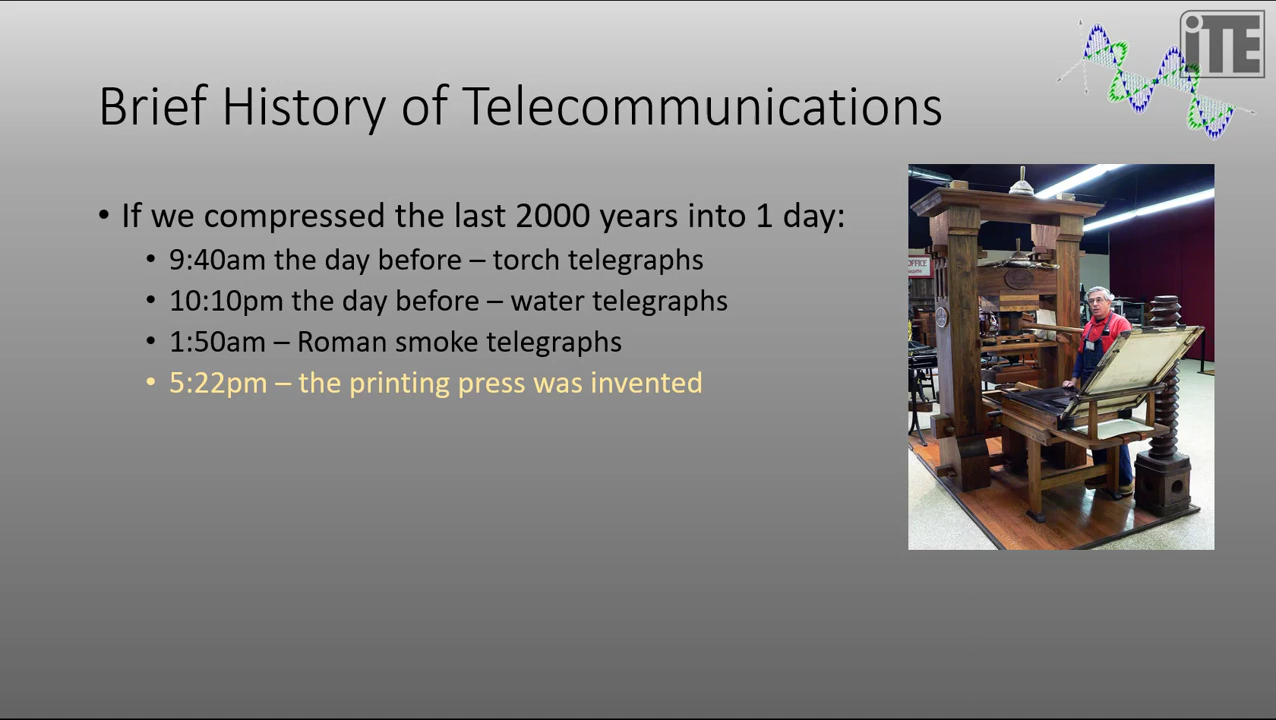 iTE
Brief History of Telecommunications
• If we compressed the last 2000 years into 1 day:
• 9:40am the day before – torch telegraphs
• 10:10pm the day before – water telegraphs
• 1:50am – Roman smoke telegraphs
• 5:22pm – the printing press was invented
OFFICE